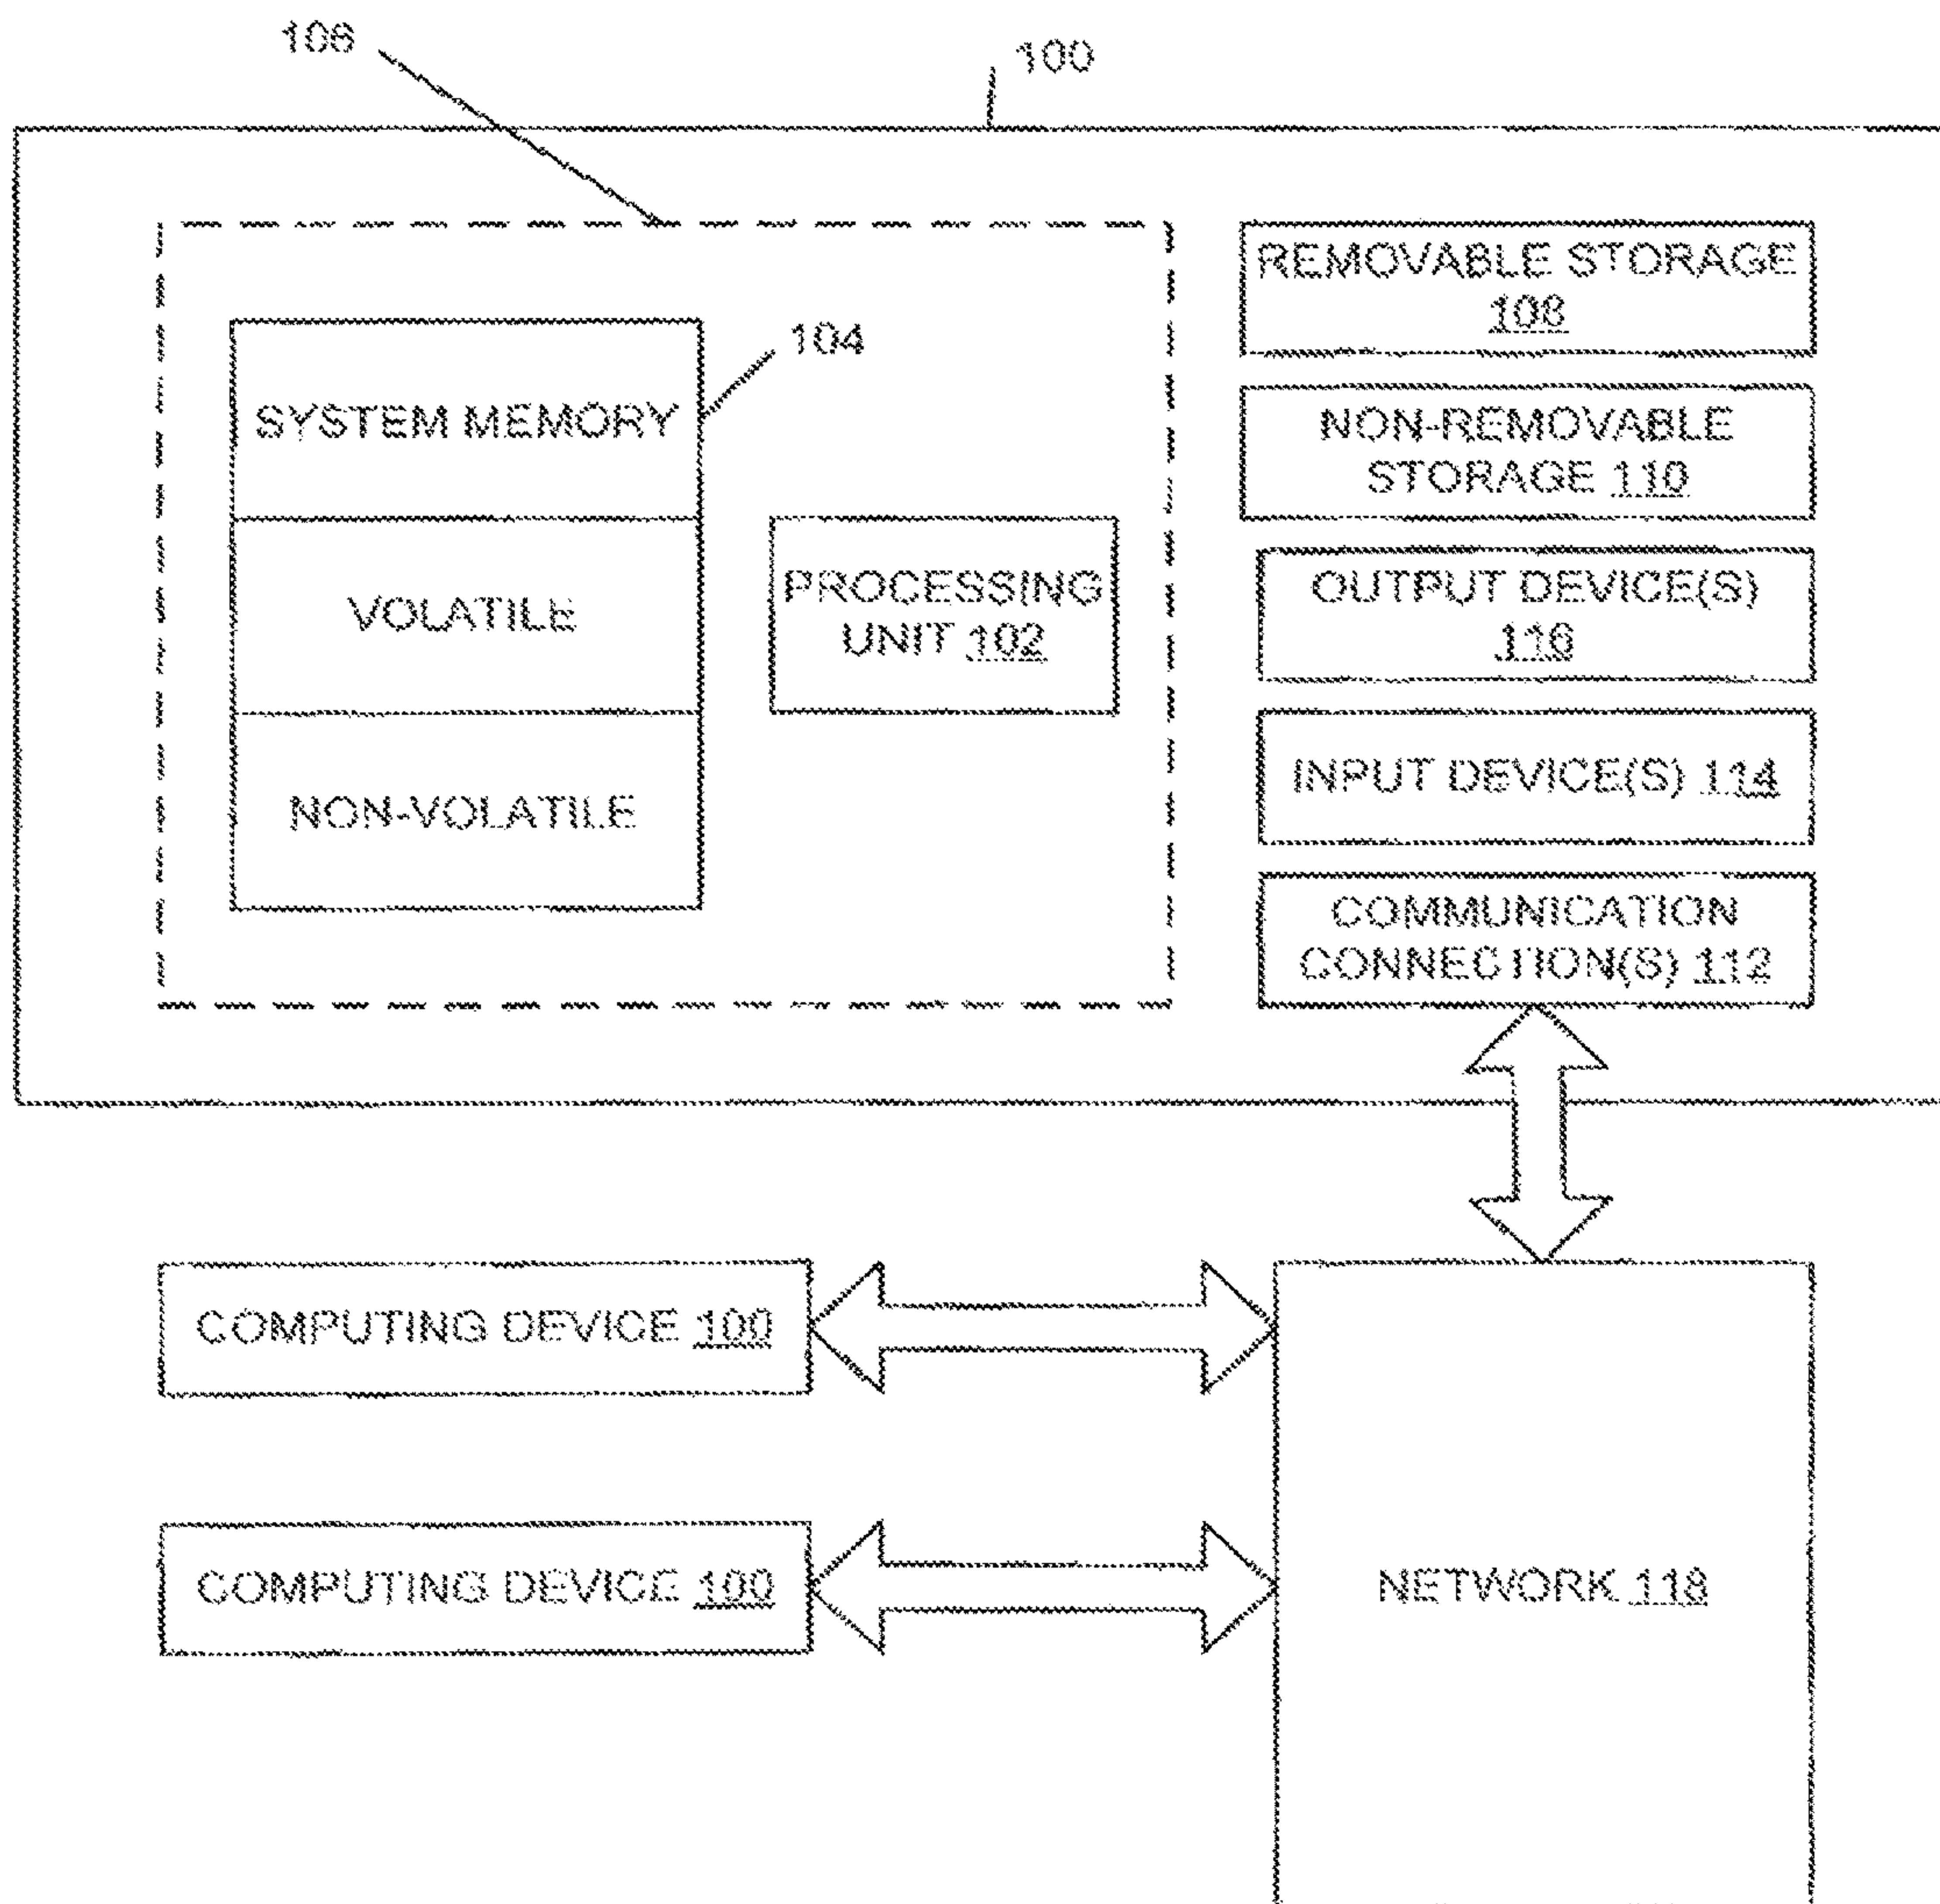 106
100
REMOVABLE STORAGE
108
104
SYSTEM MEMORY
NON-REMOVABLE
STORAGE 110
VOLATILE
PROCESSING
UNIT 102
OUTPUT DEVICE(S)
116
NON-VOLATILE
INPUT DEVICE(S) 114
COMMUNICATION
CONNECTION(S) 112
COMPUTING DEVICE 100
COMPUTING DEVICE 100
NETWORK 118